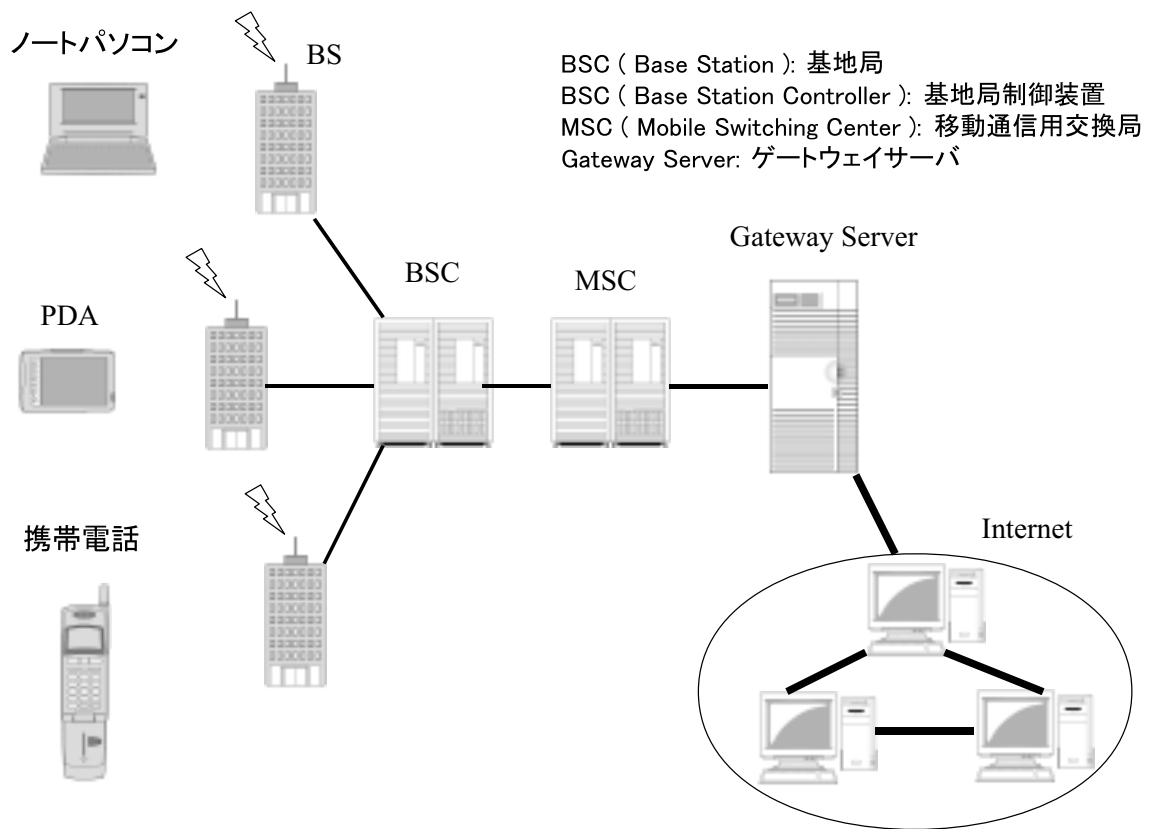 ノートパソコン
BS
BSC ( Base Station ): 基地局
BSC ( Base Station Controller ): 基地局制御装置
MSC ( Mobile Switching Center ): 移動通信用交換局
Gateway Server: ゲートウェイサーバ
Gateway Server
BSC
MSC
PDA
携帯電話
Internet